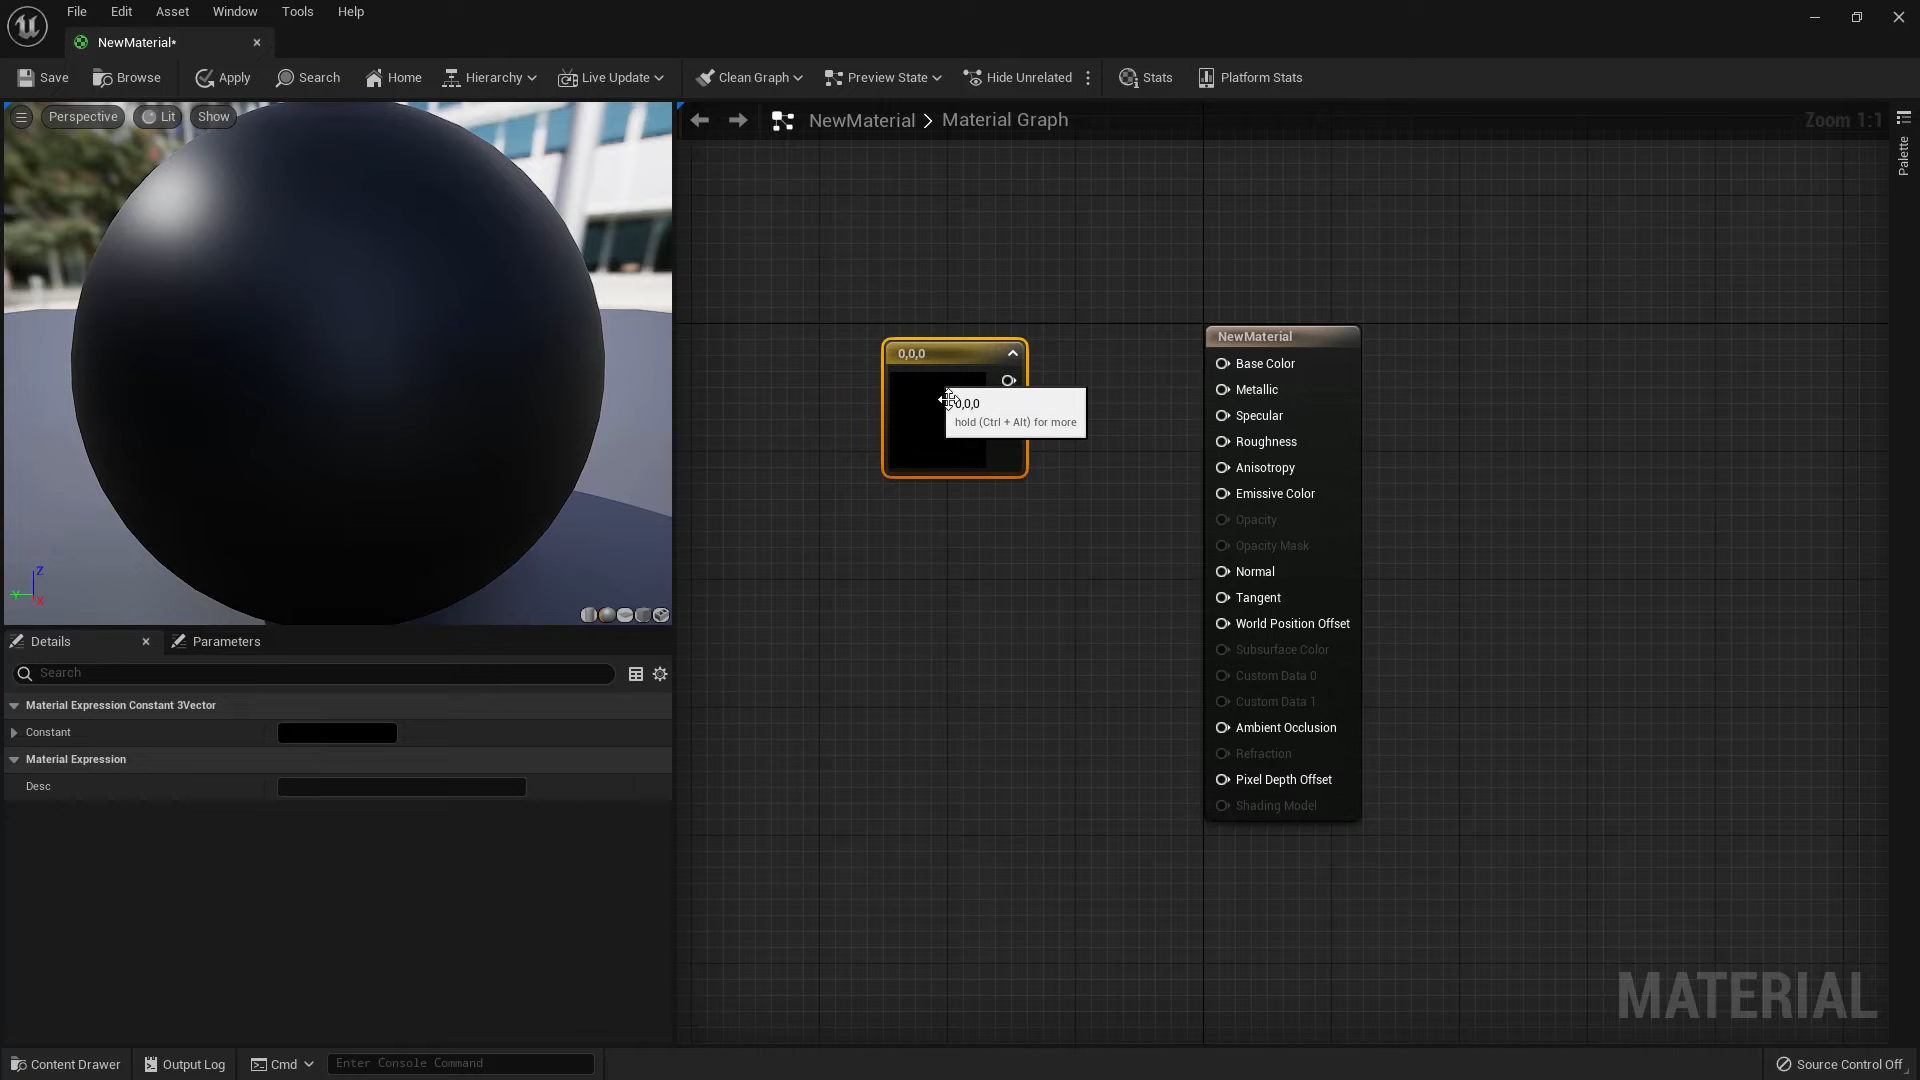 File Edit Asset Window Tools Help
NewMaterial*
Save Browse Apply Search Home Hierarchy Live Update Clean Graph Preview State Hide Unrelated Stats Platform Stats
Perspective Lit Show
NewMaterial > Material Graph
Zoom 1:1
Palette
0,0,0
0,0,0
hold (Ctrl + Alt) for more
NewMaterial
Base Color
Metallic
Specular
Roughness
Anisotropy
Emissive Color
Opacity
Opacity Mask
Normal
Tangent
World Position Offset
Subsurface Color
Custom Data 0
Custom Data 1
Ambient Occlusion
Refraction
Pixel Depth Offset
Shading Model
Z
Y
X
Details Parameters
Search
Material Expression Constant 3Vector
Constant
Material Expression
Desc
MATERIAL
Content Drawer Output Log Cmd Enter Console Command Source Control Off